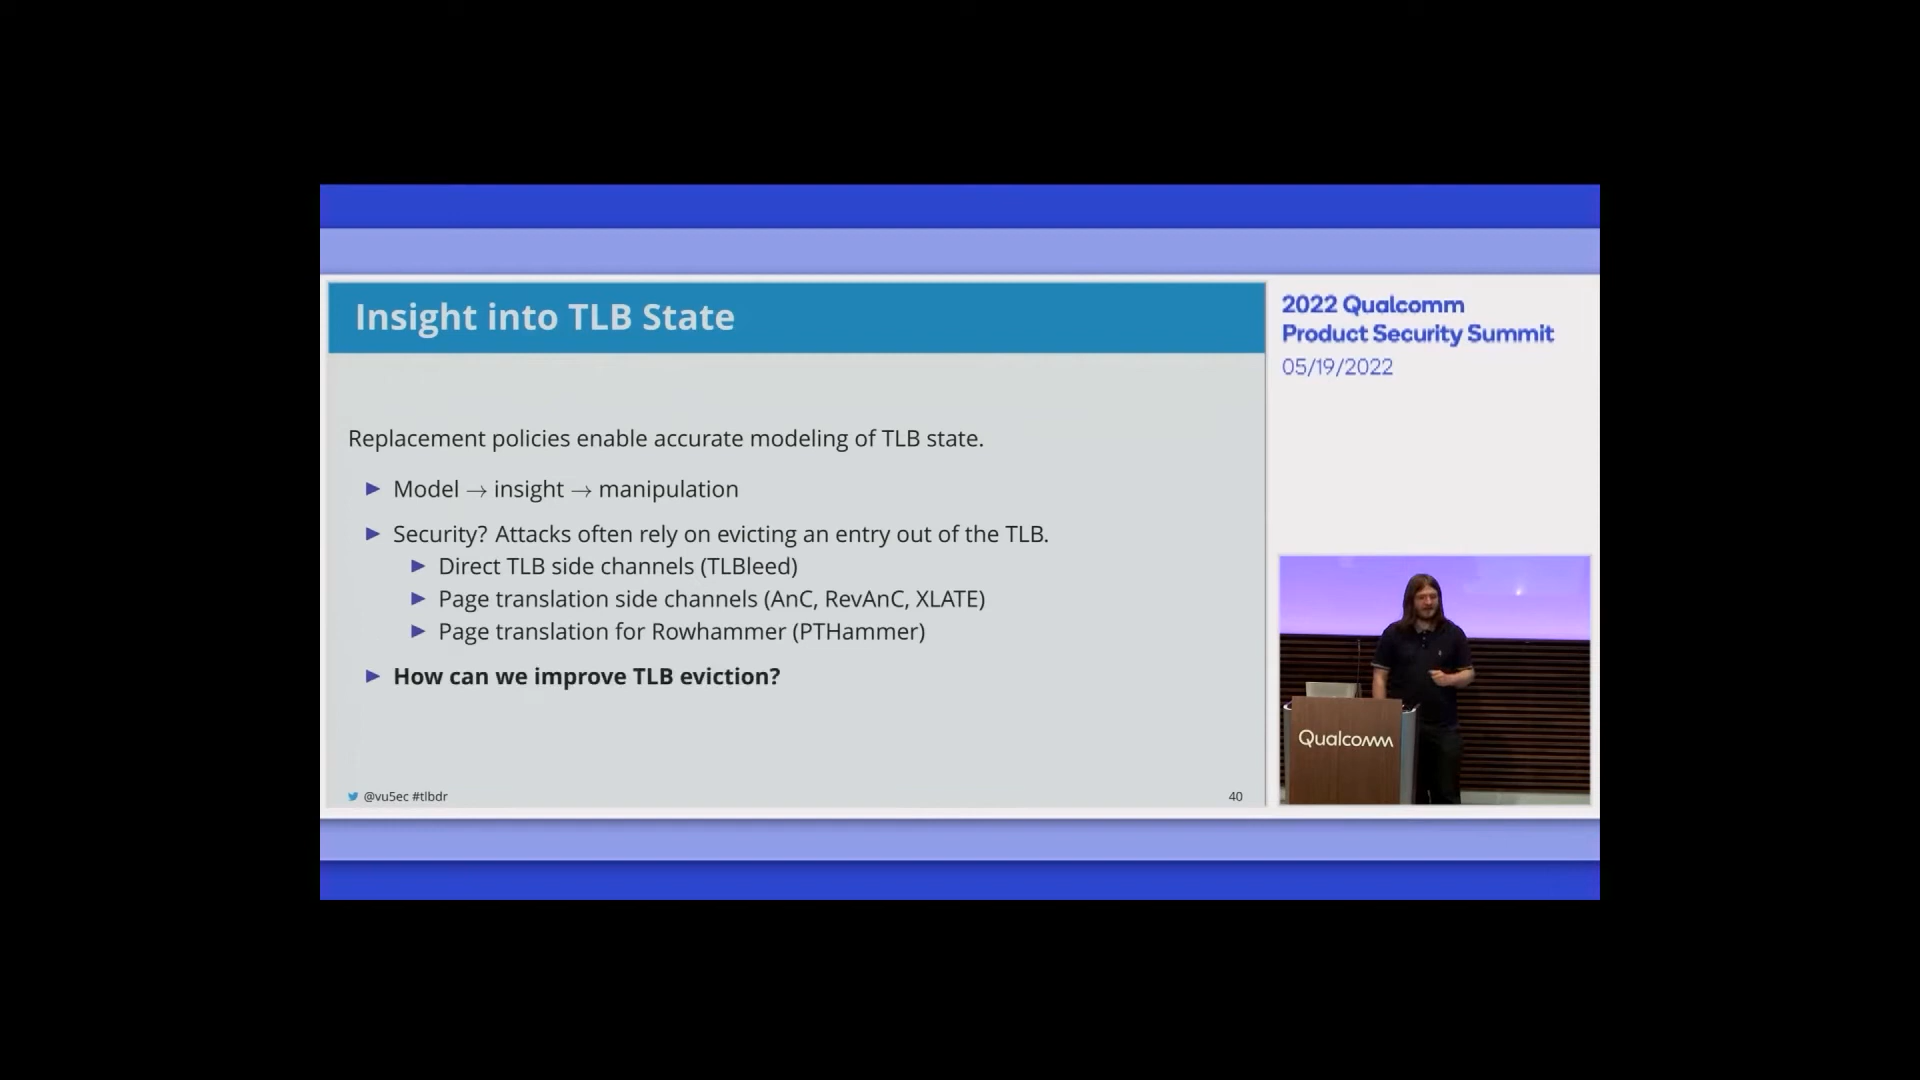 Insight into TLB State
Replacement policies enable accurate modeling of TLB state.
► Model → insight → manipulation
► Security? Attacks often rely on evicting an entry out of the TLB.
► Direct TLB side channels (TLBleed)
► Page translation side channels (AnC, RevAnC, XLATE)
► Page translation for Rowhammer (PTHammer)
► How can we improve TLB eviction?
@vu5ec #tlbdr
40
2022 Qualcomm
Product Security Summit
05/19/2022
Qualcomm